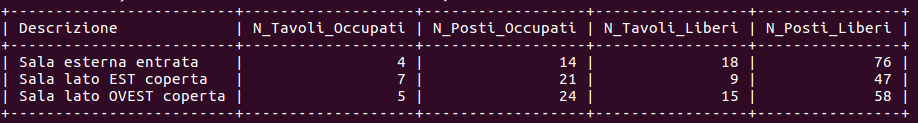 +--------------------------+-------------------+------------------+-----------------+----------------+
| Descrizione | N_Tavoli_Occupati | N_Posti_Occupati | N_Tavoli_Liberi | N_Posti_Liberi |
+--------------------------+-------------------+------------------+-----------------+----------------+
| Sala esterna entrata | 4 | 14 | 18 | 76 |
| Sala lato EST coperta | 7 | 21 | 9 | 47 |
| Sala lato OVEST coperta | 5 | 24 | 15 | 58 |
+--------------------------+-------------------+------------------+-----------------+----------------+